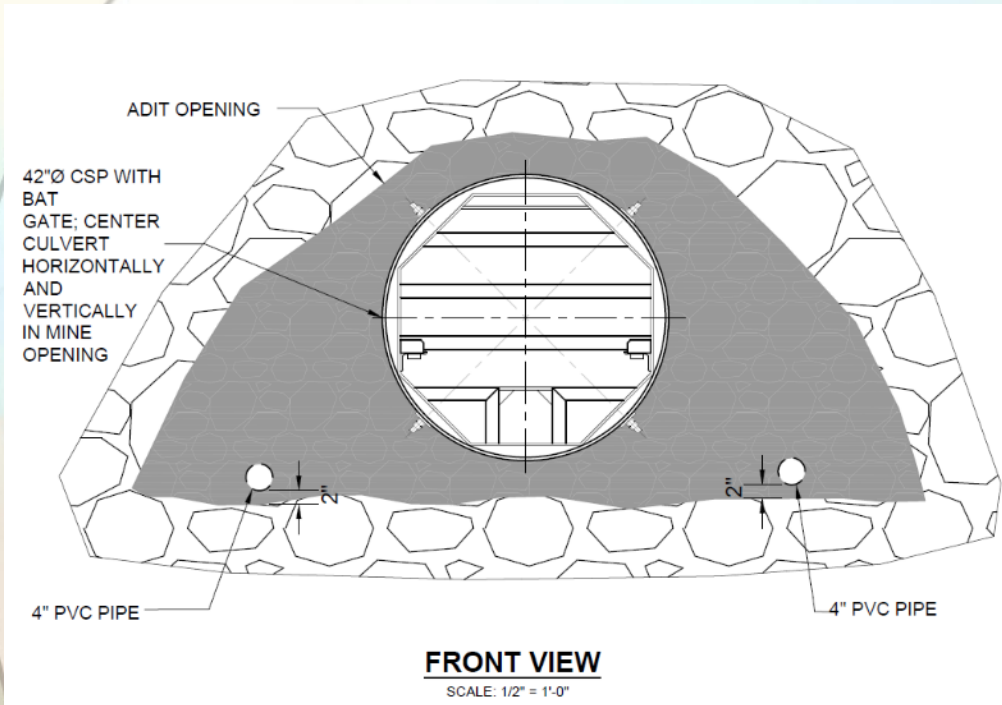 ADIT OPENING
42"Ø CSP WITH
BAT
GATE; CENTER
CULVERT
HORIZONTALLY
AND
VERTICALLY
IN MINE
OPENING
2"
2"
4" PVC PIPE
4" PVC PIPE
FRONT VIEW
SCALE: 1/2" = 1'-0"